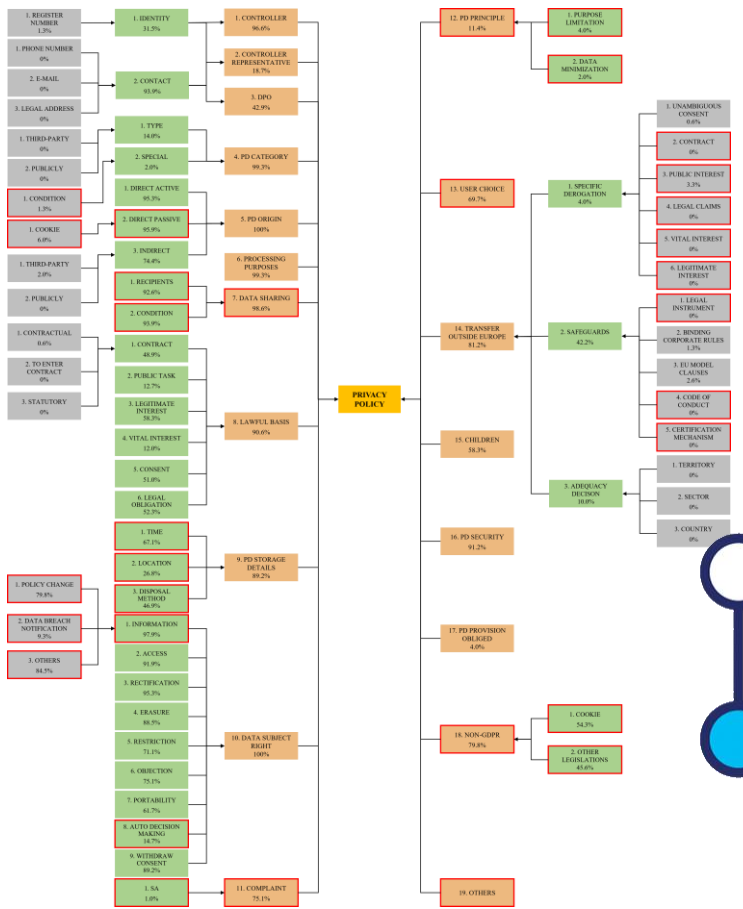 1. REGISTER
NUMBER
1.3%
1. PHONE NUMBER
0%
2. E-MAIL
0%
3. LEGAL ADDRESS
0%
1. THIRD-PARTY
0%
2. PUBLICLY
0%
1. CONDITION
1.3%
1. COOKIE
6.0%
1. THIRD-PARTY
2.0%
2. PUBLICLY
0%
1. CONTRACTUAL
0.6%
2. TO ENTER
CONTRACT
0%
3. STATUTORY
0%
1. POLICY CHANGE
79.8%
2. DATA BREACH
NOTIFICATION
9.3%
3. OTHERS
84.5%
1. IDENTITY
31.5%
2. CONTACT
93.9%
1. TYPE
14.0%
2. SPECIAL
2.0%
1. DIRECT ACTIVE
95.3%
2. DIRECT PASSIVE
95.9%
3. INDIRECT
74.4%
1. RECIPIENTS
92.6%
2. CONDITION
93.9%
1. CONTRACT
48.9%
2. PUBLIC TASK
12.7%
3. LEGITIMATE
INTEREST
58.3%
4. VITAL INTEREST
12.0%
5. CONSENT
51.0%
6. LEGAL
OBLIGATION
52.3%
1. TIME
67.1%
2. LOCATION
26.8%
3. DISPOSAL
METHOD
46.9%
1. INFORMATION
97.9%
2. ACCESS
91.9%
3. RECTIFICATION
95.3%
4. ERASURE
88.5%
5. RESTRICTION
71.1%
6. OBJECTION
75.1%
7. PORTABILITY
61.7%
8. AUTO DECISION
MAKING
14.7%
9. WITHDRAW
CONSENT
89.2%
1. SA
1.0%
1. CONTROLLER
96.6%
2. CONTROLLER
REPRESENTATIVE
18.7%
3. DPO
42.9%
4. PD CATEGORY
99.3%
5. PD ORIGIN
100%
6. PROCESSING
PURPOSES
99.3%
7. DATA SHARING
98.6%
8. LAWFUL BASIS
90.6%
9. PD STORAGE
DETAILS
89.2%
10. DATA SUBJECT
RIGHT
100%
11. COMPLAINT
75.1%
PRIVACY
POLICY
12. PD PRINCIPLE
11.4%
13. USER CHOICE
69.7%
14. TRANSFER
OUTSIDE EUROPE
81.2%
15. CHILDREN
58.3%
16. PD SECURITY
91.2%
17. PD PROVISION
OBLIGED
4.0%
18. NON-GDPR
79.8%
19. OTHERS
1. PURPOSE
LIMITATION
4.0%
2. DATA
MINIMIZATION
2.0%
1. SPECIFIC
DEROGATION
4.0%
2. SAFEGUARDS
42.2%
3. ADEQUACY
DECISON
10.0%
1. COOKIE
54.3%
2. OTHER
LEGISLATIONS
45.6%
1. UNAMBIGUOUS
CONSENT
0.6%
2. CONTRACT
0%
3. PUBLIC INTEREST
3.3%
4. LEGAL CLAIMS
0%
5. VITAL INTEREST
0%
6. LEGITIMATE
INTEREST
0%
1. LEGAL
INSTRUMENT
0%
2. BINDING
CORPORATE RULES
1.3%
3. EU MODEL
CLAUSES
2.6%
4. CODE OF
CONDUCT
0%
5. CERTIFICATION
MECHANISM
0%
1. TERRITORY
0%
2. SECTOR
0%
3. COUNTRY
0%